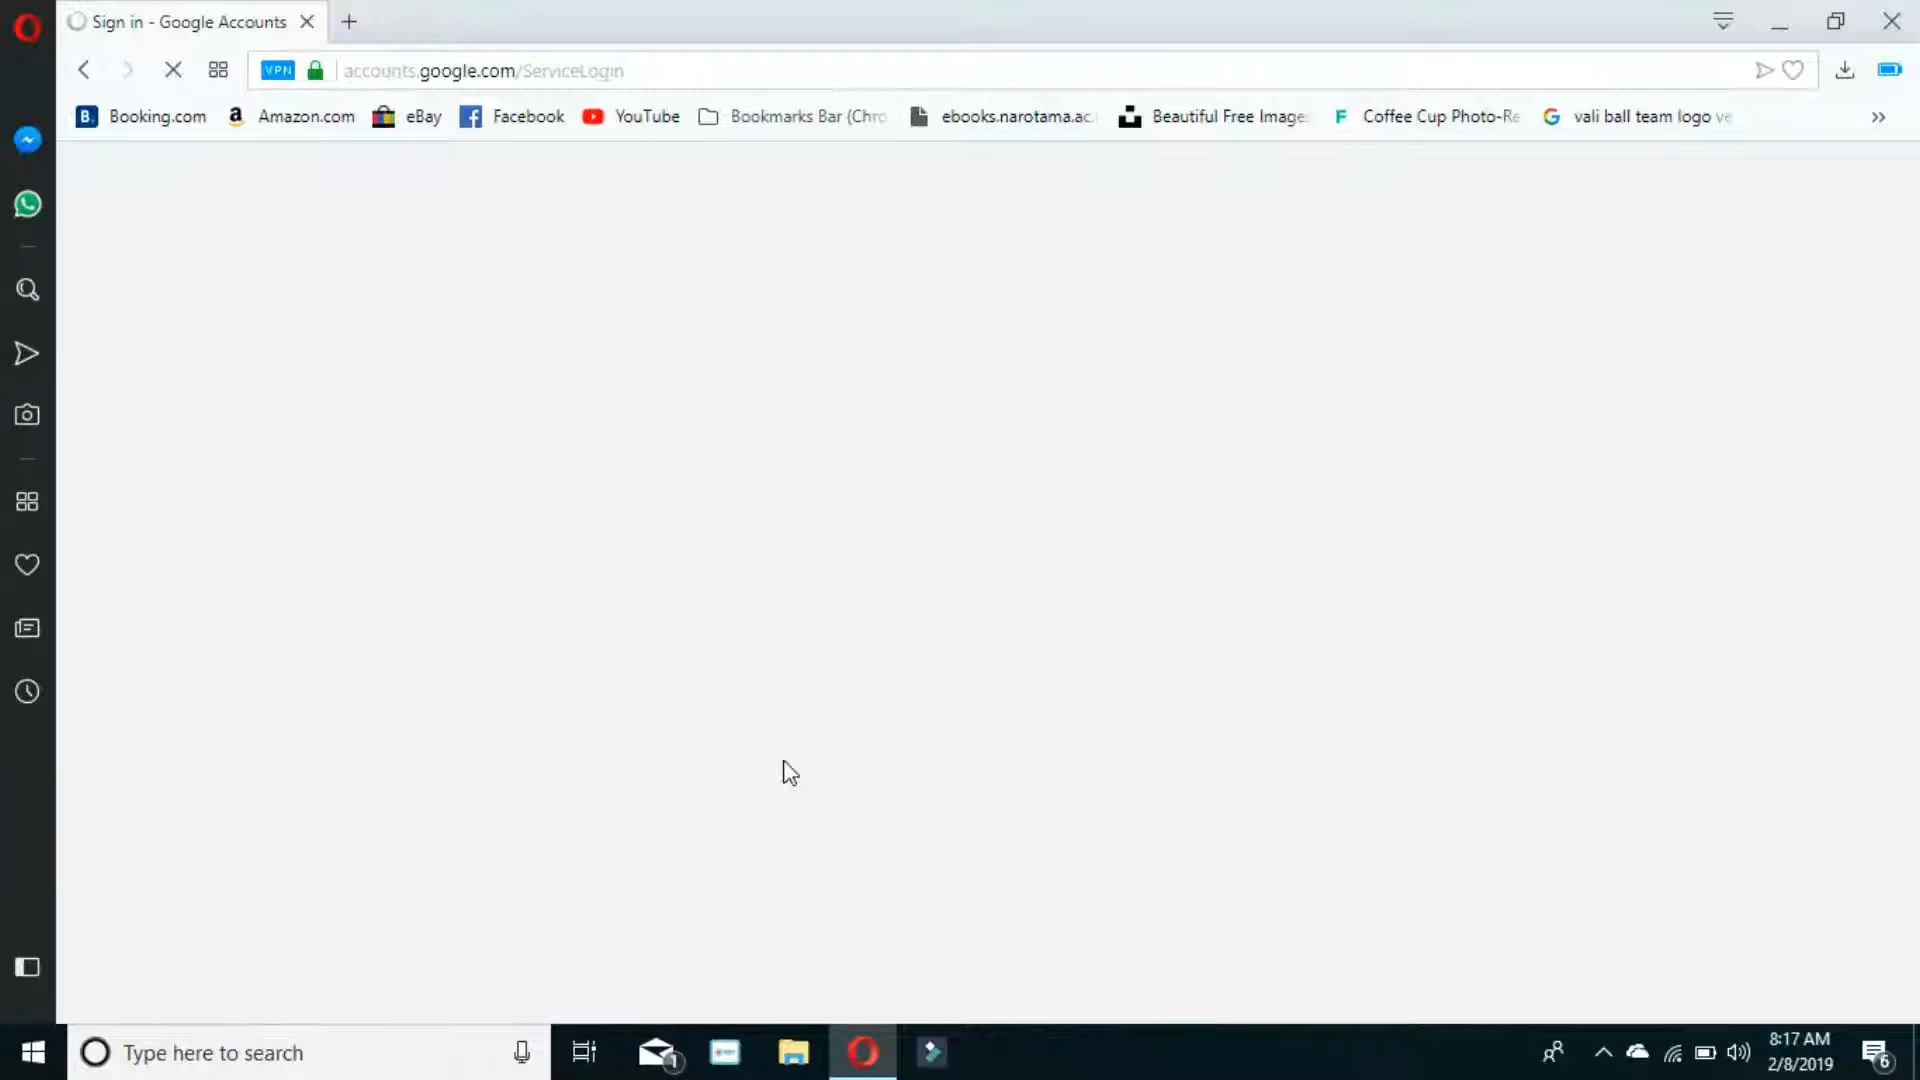 Sign in - Google Accounts
VPN accounts.google.com/ServiceLogin
B. Booking.com Amazon.com eBay Facebook YouTube Bookmarks Bar (Chro ebooks.narotama.ac. Beautiful Free Image F Coffee Cup Photo-Re vali ball team logo ve
Type here to search
1
8:17 AM
2/8/2019
6